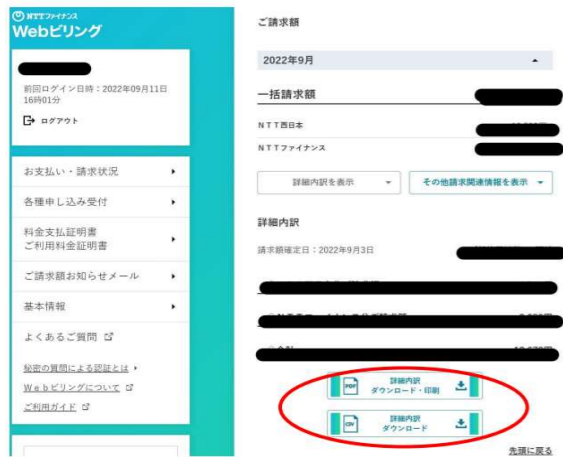 NTTファイナンス
Webビリング
前回ログイン日時：2022年09月11日
16時01分
ログアウト
お支払い・請求状況
各種申し込み受付
料金支払証明書
ご利用料金証明書
ご請求額お知らせメール
基本情報
よくあるご質問
秘密の質問による認証とは
Webビリングについて
ご利用ガイド
ご請求額
2022年9月
一括請求額
NTT西日本
NTTファイナンス
詳細内訳を表示
その他請求関連情報を表示
詳細内訳
請求額確定日：2022年9月3日
PDF
詳細内訳
ダウンロード・印刷
CSV
詳細内訳
ダウンロード
先頭に戻る